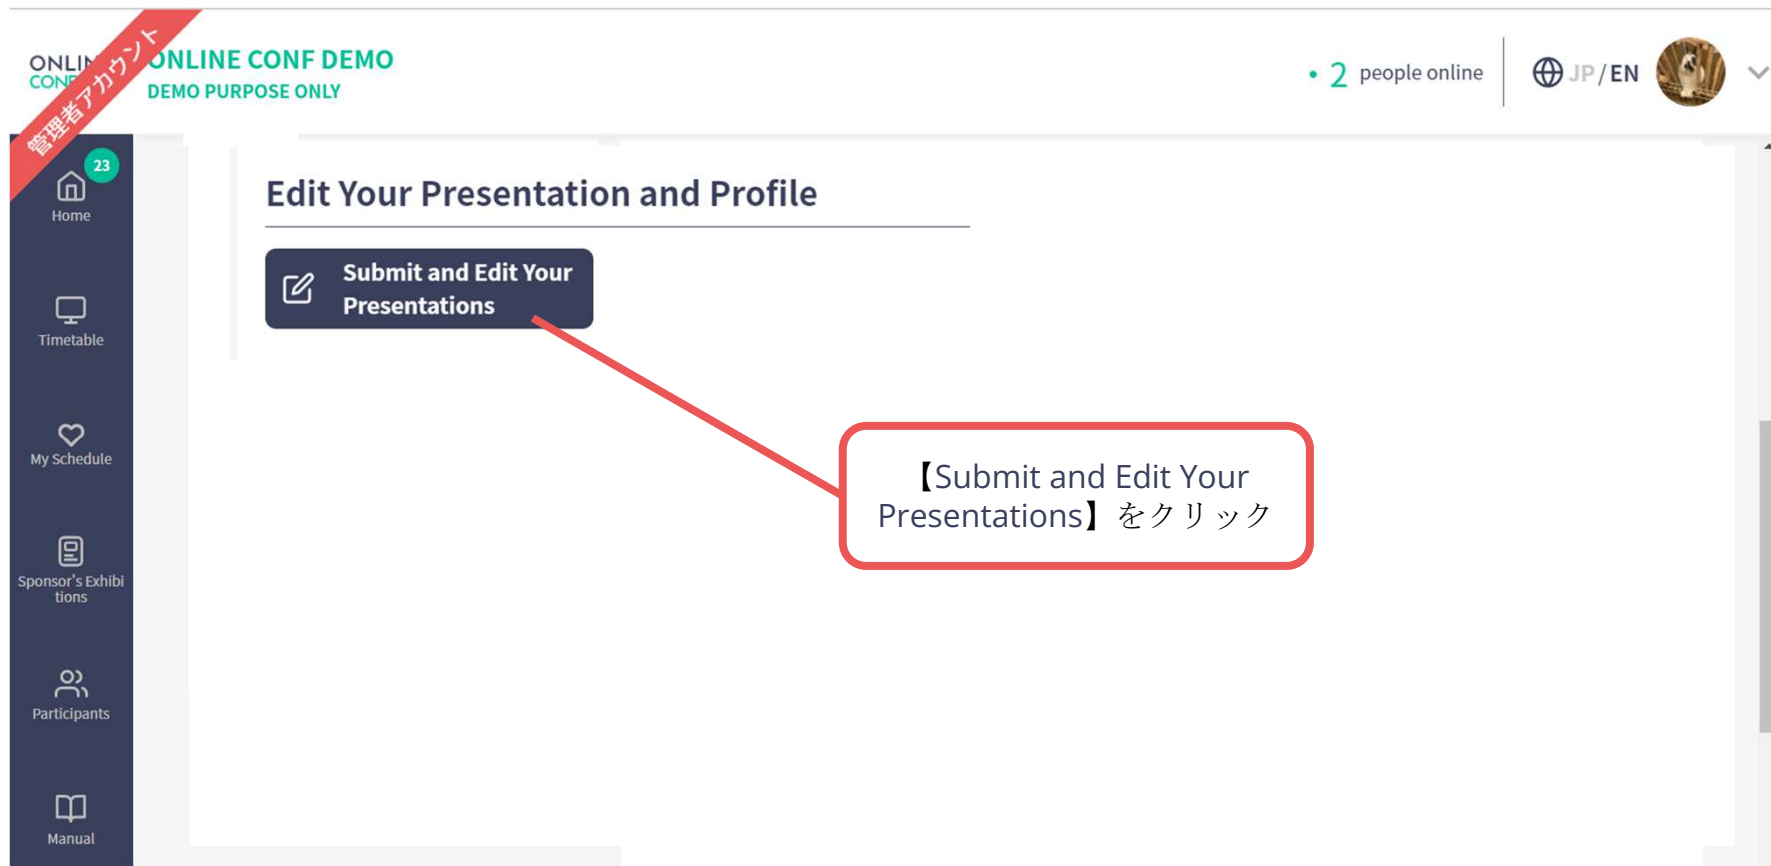 管理者アカウント
ONLINE CONF DEMO
DEMO PURPOSE ONLY
• 2 people online
JP/EN
23
Home
Timetable
My Schedule
Sponsor's Exhibi
tions
Participants
Manual
Edit Your Presentation and Profile
Submit and Edit Your
Presentations
【Submit and Edit Your
Presentations】をクリック